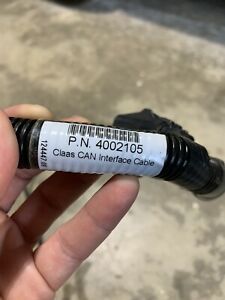 P.N. 4002105
Claas CAN Interface Cable